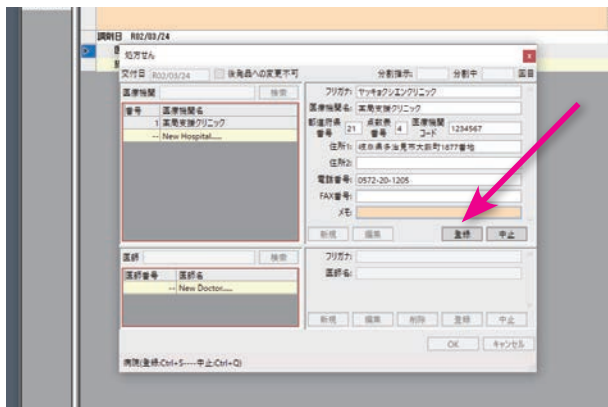 調剤日 R02/03/24
処方せん
交付日 R02/03/24 後発品への変更不可 分割指示: 分割中 回目
医療機関 検索
番号 医療機関名
1 薬局支援クリニック
-- New Hospital.....
フリガナ: ヤッキョクシエンクリニック
医療機関名: 薬局支援クリニック
都道府県番号 21 点数表番号 4 医療機関コード 1234567
住所1: 岐阜県多治見市大薮町1877番地
住所2:
電話番号: 0572-20-1205
FAX番号:
メモ:
新規 編集 登録 中止
医師 検索
医師番号 医師名
-- New Doctor.....
フリガナ:
医師名:
新規 編集 削除 登録 中止
OK キャンセル
病院(登録:Ctrl+S-----中止:Ctrl+Q)